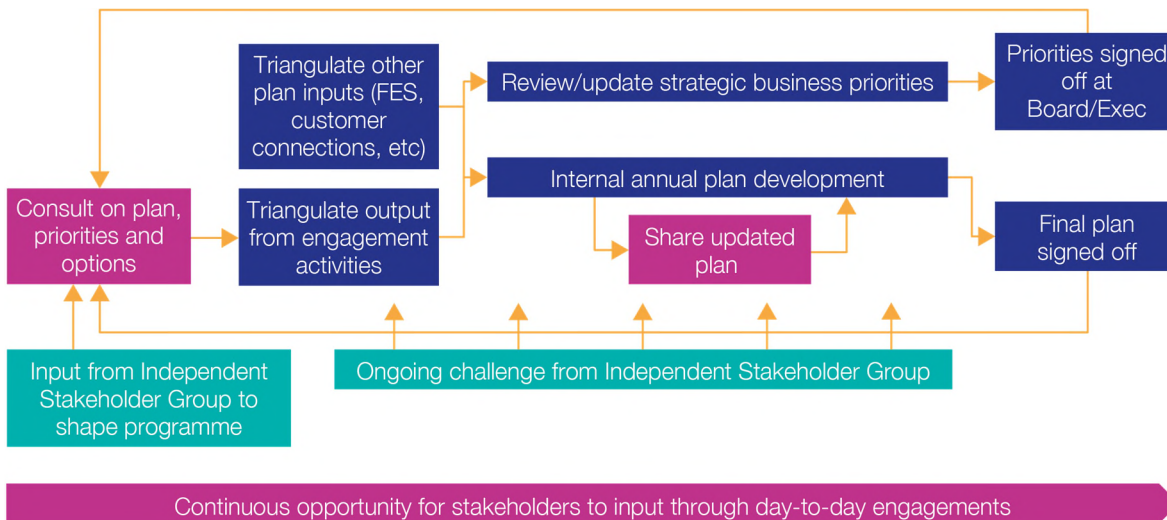 Triangulate other
plan inputs (FES,
customer
connections, etc)
Review/update strategic business priorities
Priorities signed
off at
Board/Exec
Consult on plan,
priorities and
options
Triangulate output
from engagement
activities
Internal annual plan development
Share updated
plan
Final plan
signed off
Input from Independent
Stakeholder Group to
shape programme
Ongoing challenge from Independent Stakeholder Group
Continuous opportunity for stakeholders to input through day-to-day engagements